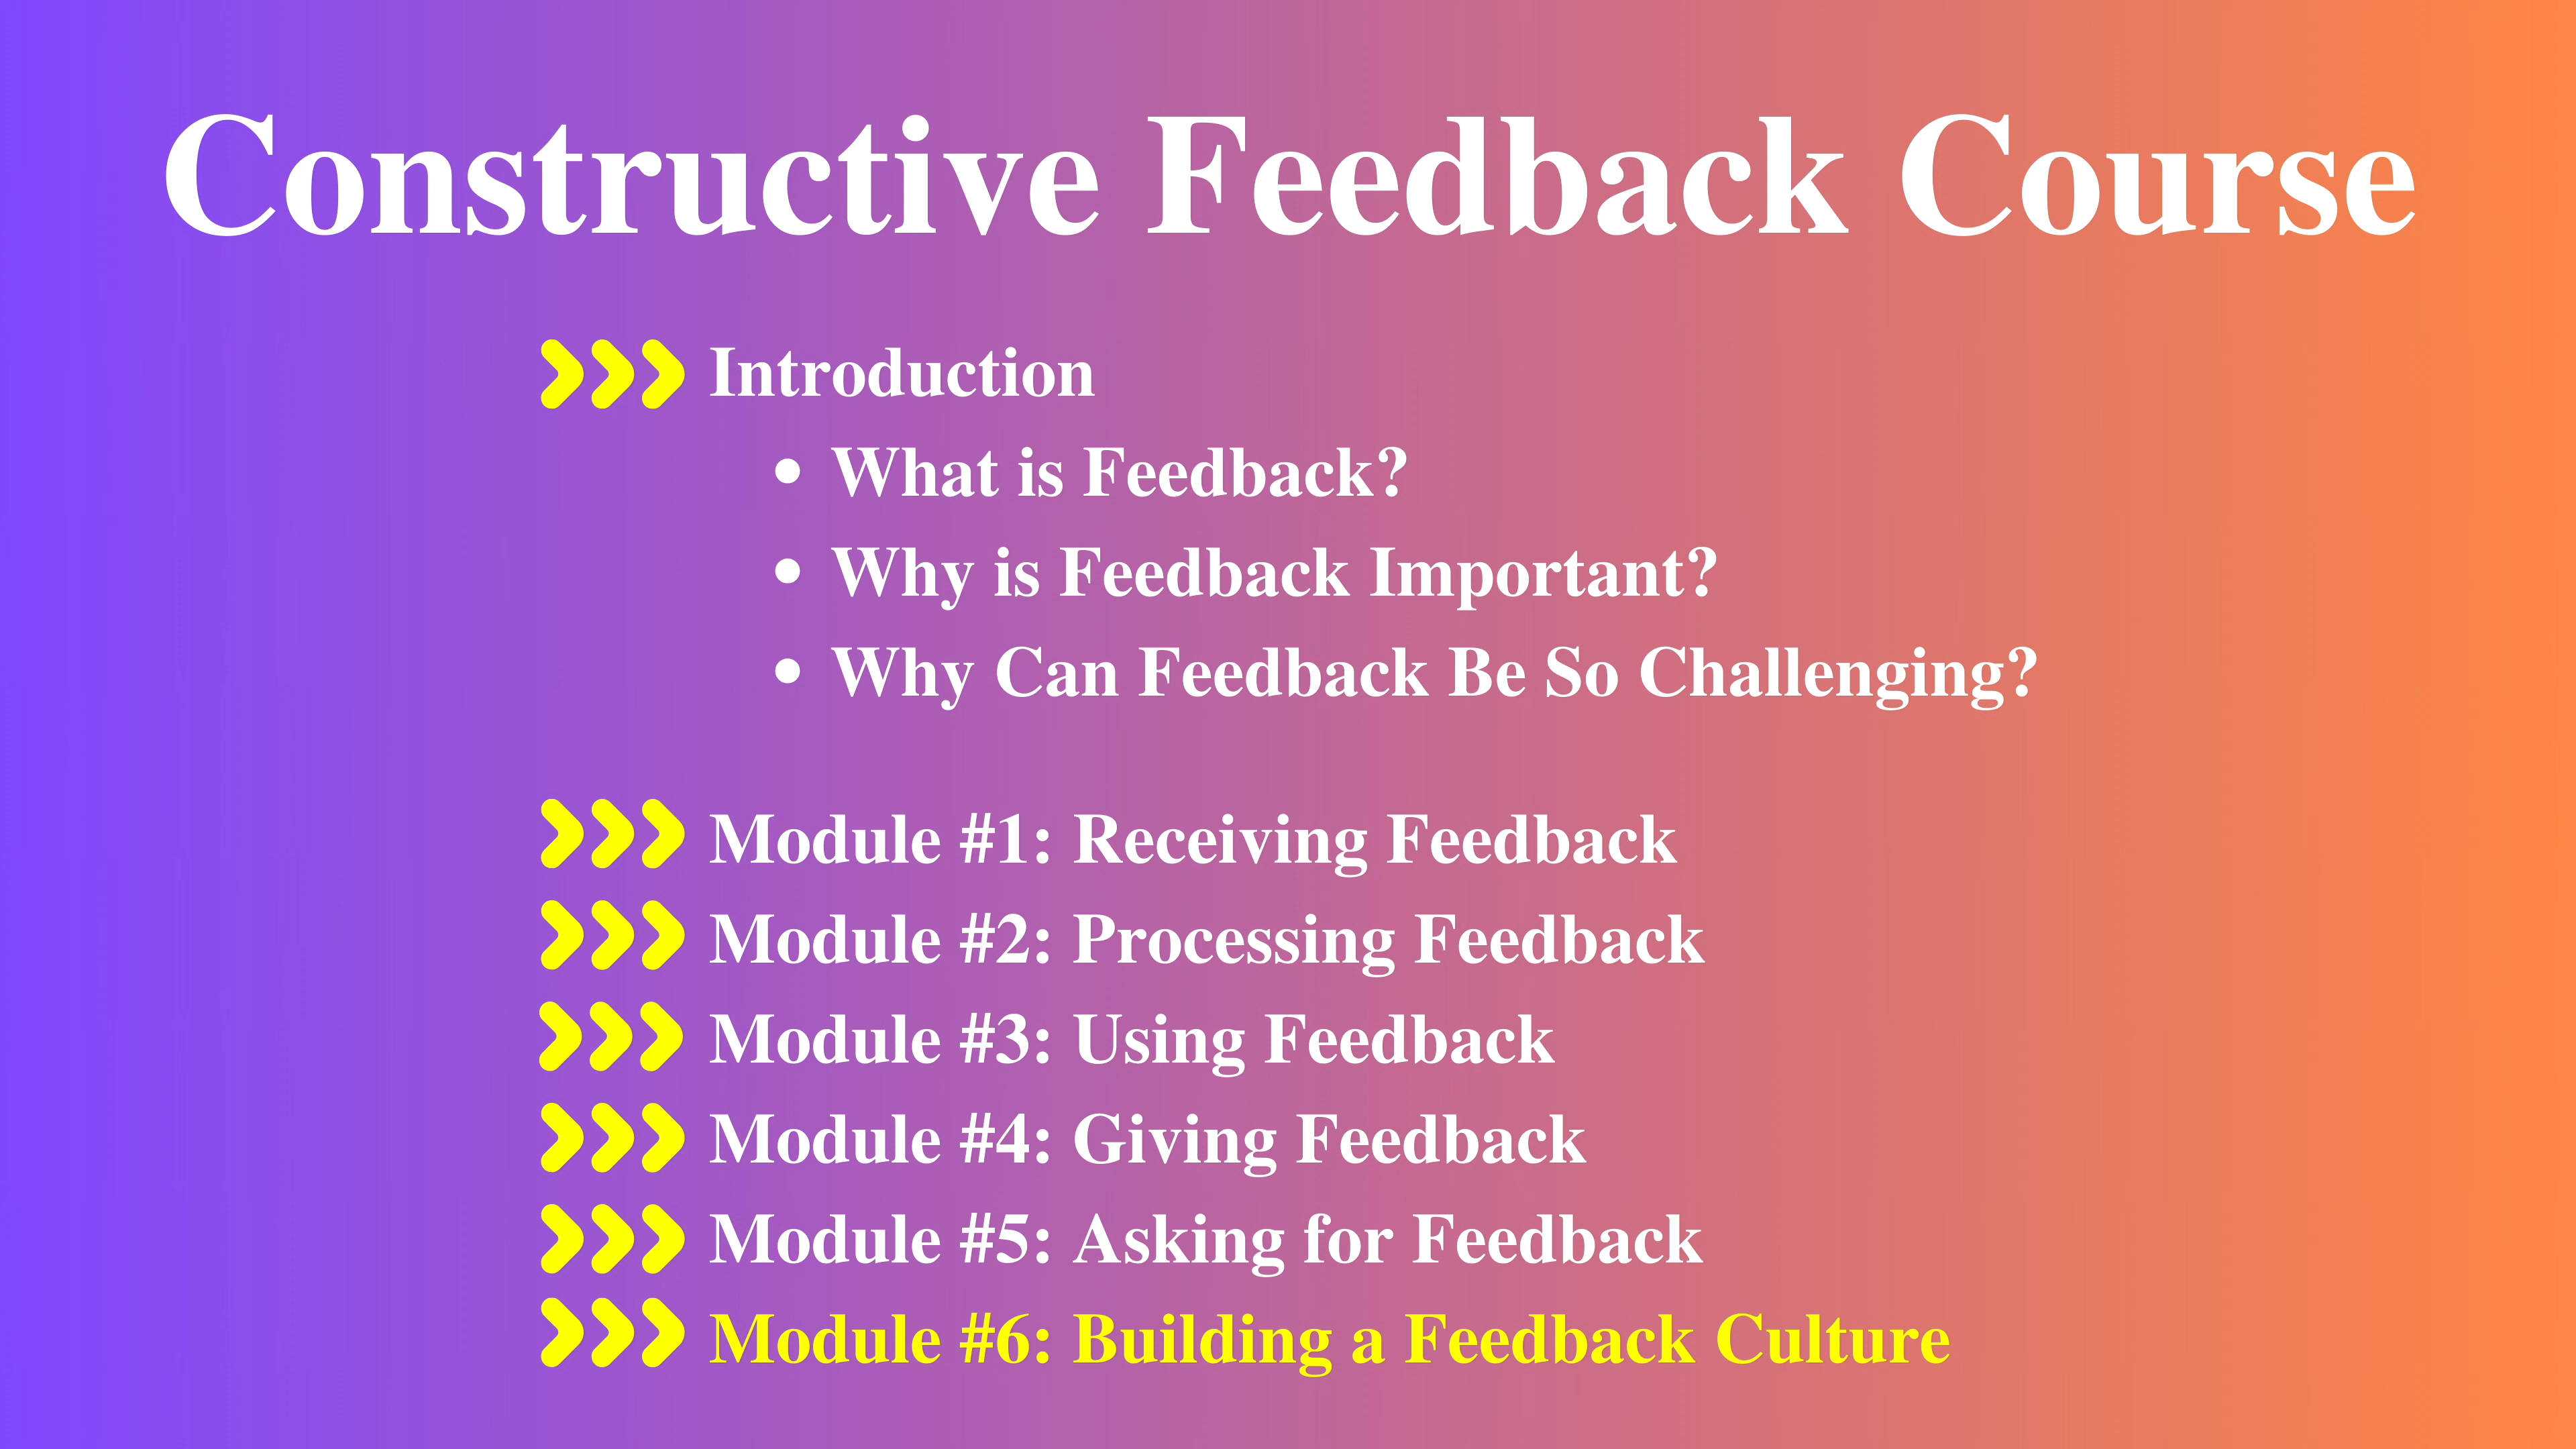 Constructive Feedback Course
Introduction
• What is Feedback?
• Why is Feedback Important?
• Why Can Feedback Be So Challenging?
Module #1: Receiving Feedback
Module #2: Processing Feedback
Module #3: Using Feedback
Module #4: Giving Feedback
Module #5: Asking for Feedback
Module #6: Building a Feedback Culture